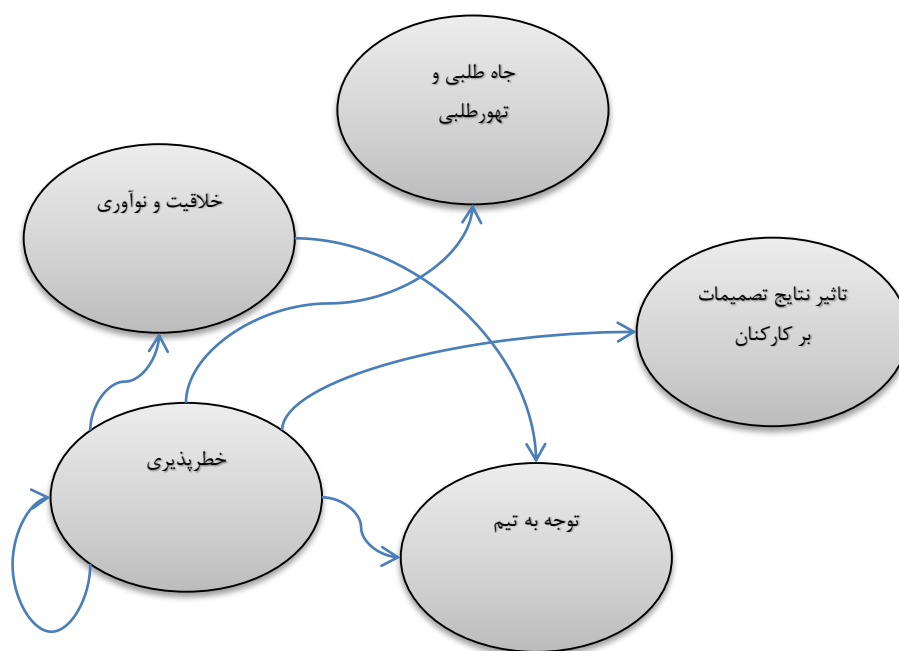 جاه طلبی و
تهورطلبی
خلاقیت و نوآوری
تاثیر نتایج تصمیمات
بر کارکنان
خطرپذیری
توجه به تیم